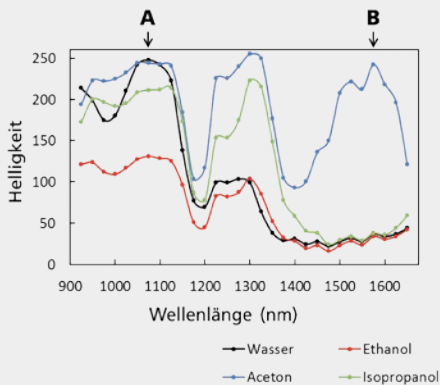 A B
250
200
150
100
50
0
Helligkeit
900 1000 1100 1200 1300 1400 1500 1600
Wellenlänge (nm)
Wasser Ethanol
Aceton Isopropanol